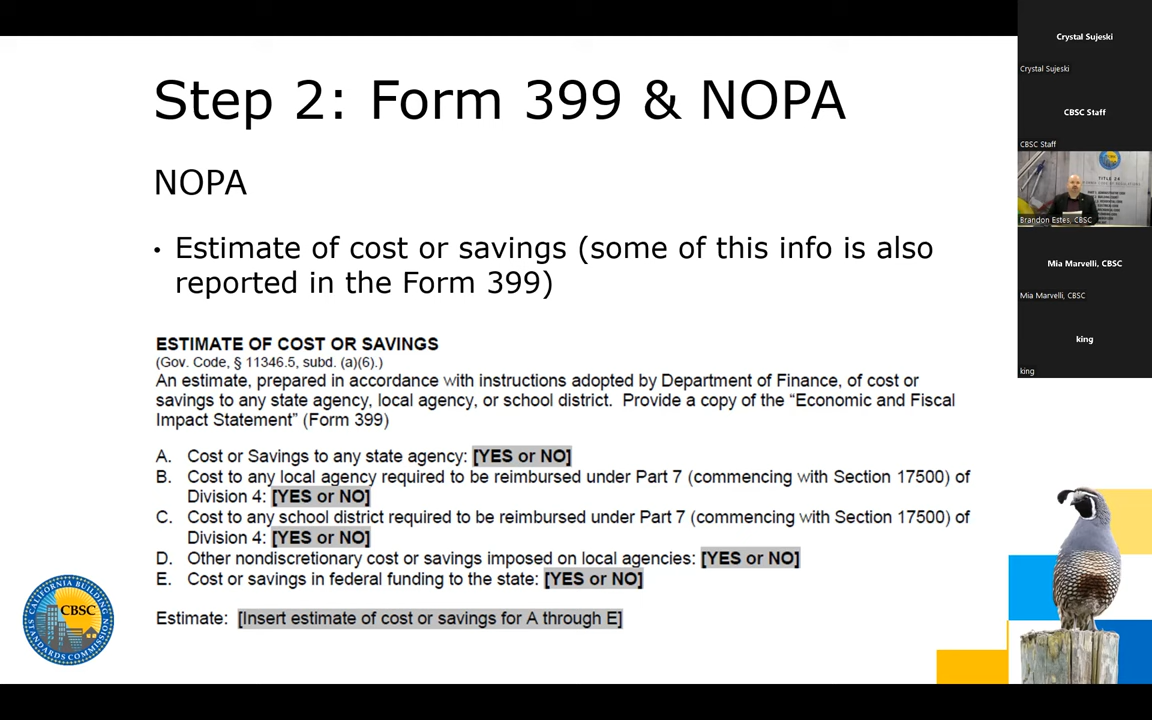 Step 2: Form 399 & NOPA
NOPA
• Estimate of cost or savings (some of this info is also
reported in the Form 399)
ESTIMATE OF COST OR SAVINGS
(Gov. Code, § 11346.5, subd. (a)(6).)
An estimate, prepared in accordance with instructions adopted by Department of Finance, of cost or
savings to any state agency, local agency, or school district. Provide a copy of the “Economic and Fiscal
Impact Statement” (Form 399)
A. Cost or Savings to any state agency: [YES or NO]
B. Cost to any local agency required to be reimbursed under Part 7 (commencing with Section 17500) of
Division 4: [YES or NO]
C. Cost to any school district required to be reimbursed under Part 7 (commencing with Section 17500) of
Division 4: [YES or NO]
D. Other nondiscretionary cost or savings imposed on local agencies: [YES or NO]
E. Cost or savings in federal funding to the state: [YES or NO]
Estimate: [Insert estimate of cost or savings for A through E]
CALIFORNIA BUILDING
CBSC
STANDARDS COMMISSION
Crystal Sujeski
Crystal Sujeski
CBSC Staff
CBSC Staff
TITLE 24
Brandon Estes, CBSC
Mia Marvelli, CBSC
Mia Marvelli, CBSC
king
king